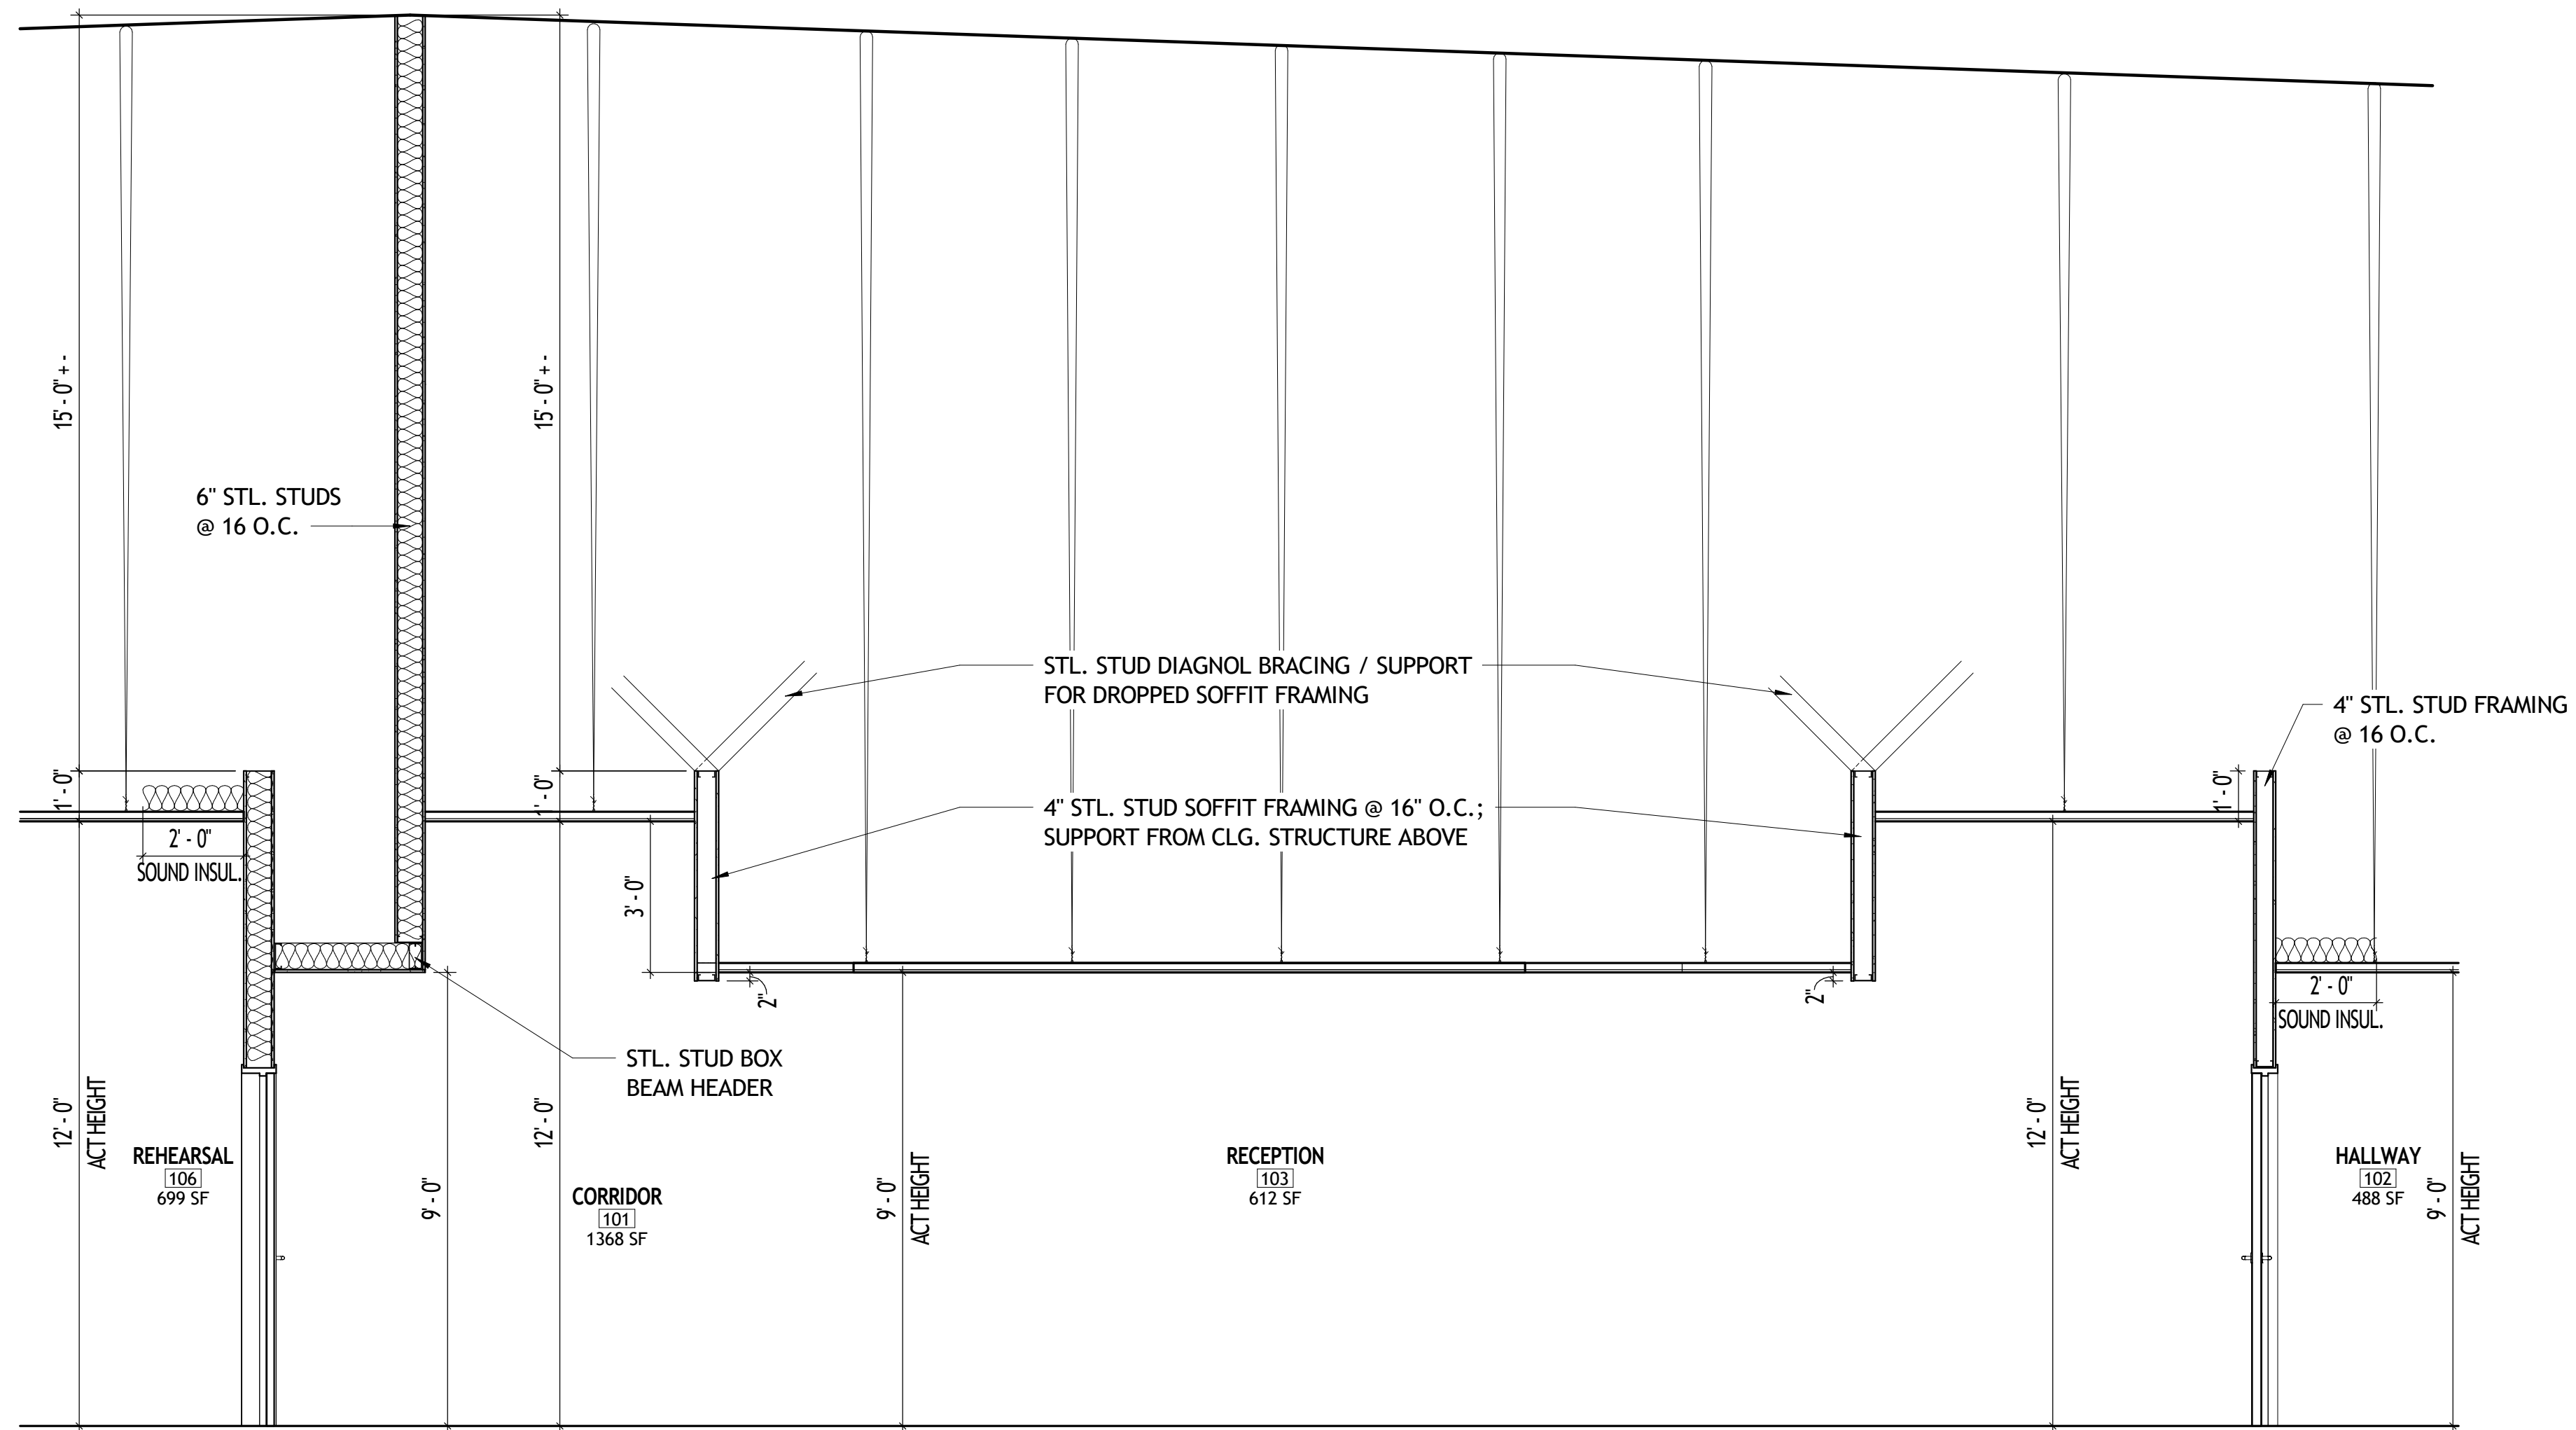 15' - 0" + -
15' - 0" + -
6" STL. STUDS
@ 16 O.C.
STL. STUD DIAGNOL BRACING / SUPPORT
FOR DROPPED SOFFIT FRAMING
4" STL. STUD FRAMING
@ 16 O.C.
1' - 0"
1' - 0"
4" STL. STUD SOFFIT FRAMING @ 16" O.C.;
SUPPORT FROM CLG. STRUCTURE ABOVE
1' - 0"
2' - 0"
SOUND INSUL.
3' - 0"
2"
2"
2' - 0"
SOUND INSUL.
STL. STUD BOX
BEAM HEADER
12' - 0"
ACT HEIGHT
REHEARSAL
106
699 SF
9' - 0"
12' - 0"
CORRIDOR
101
1368 SF
9' - 0"
ACT HEIGHT
RECEPTION
103
612 SF
12' - 0"
ACT HEIGHT
HALLWAY
102
488 SF
9' - 0"
ACT HEIGHT